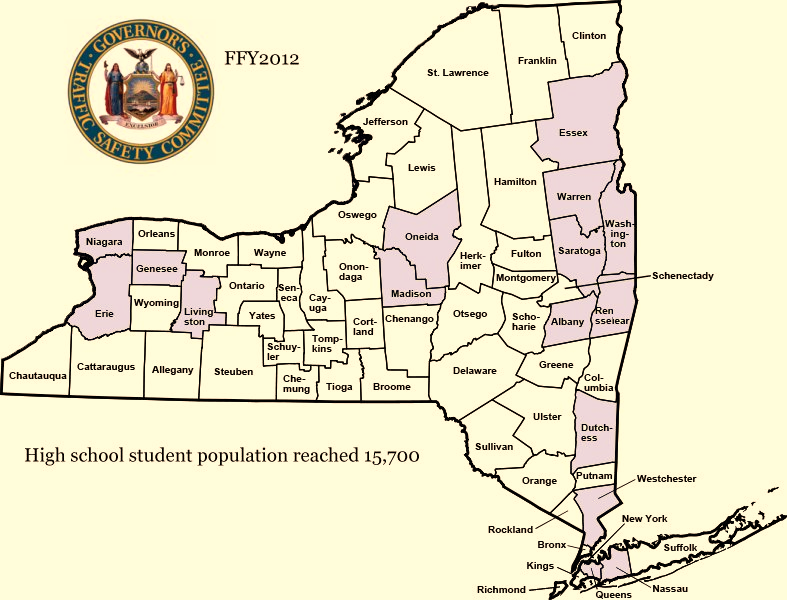 GOVERNOR'S
TRAFFIC SAFETY COMMITTEE
EXCELSIOR
FFY2012
Clinton
Franklin
St. Lawrence
Jefferson
Essex
Lewis
Hamilton
Warren
Oswego
Wash-
ing-
ton
Oneida
Saratoga
Niagara
Orleans
Monroe
Wayne
Herk-
imer
Fulton
Genesee
Onon-
daga
Montgomery
Schenectady
Ontario
Sen-
eca
Cay-
uga
Madison
Wyoming
Living
ston
Erie
Yates
Cort-
land
Chenango
Otsego
Scho-
harie
Albany
Ren
sselear
Schuy-
ler
Tomp-
kins
Chautauqua
Cattaraugus
Allegany
Steuben
Che-
mung
Tioga
Broome
Delaware
Greene
Col-
umbia
Ulster
Dutch-
ess
Sullivan
High school student population reached 15,700
Orange
Putnam
Westchester
Rockland
New York
Bronx
Suffolk
Kings
Richmond
Queens
Nassau